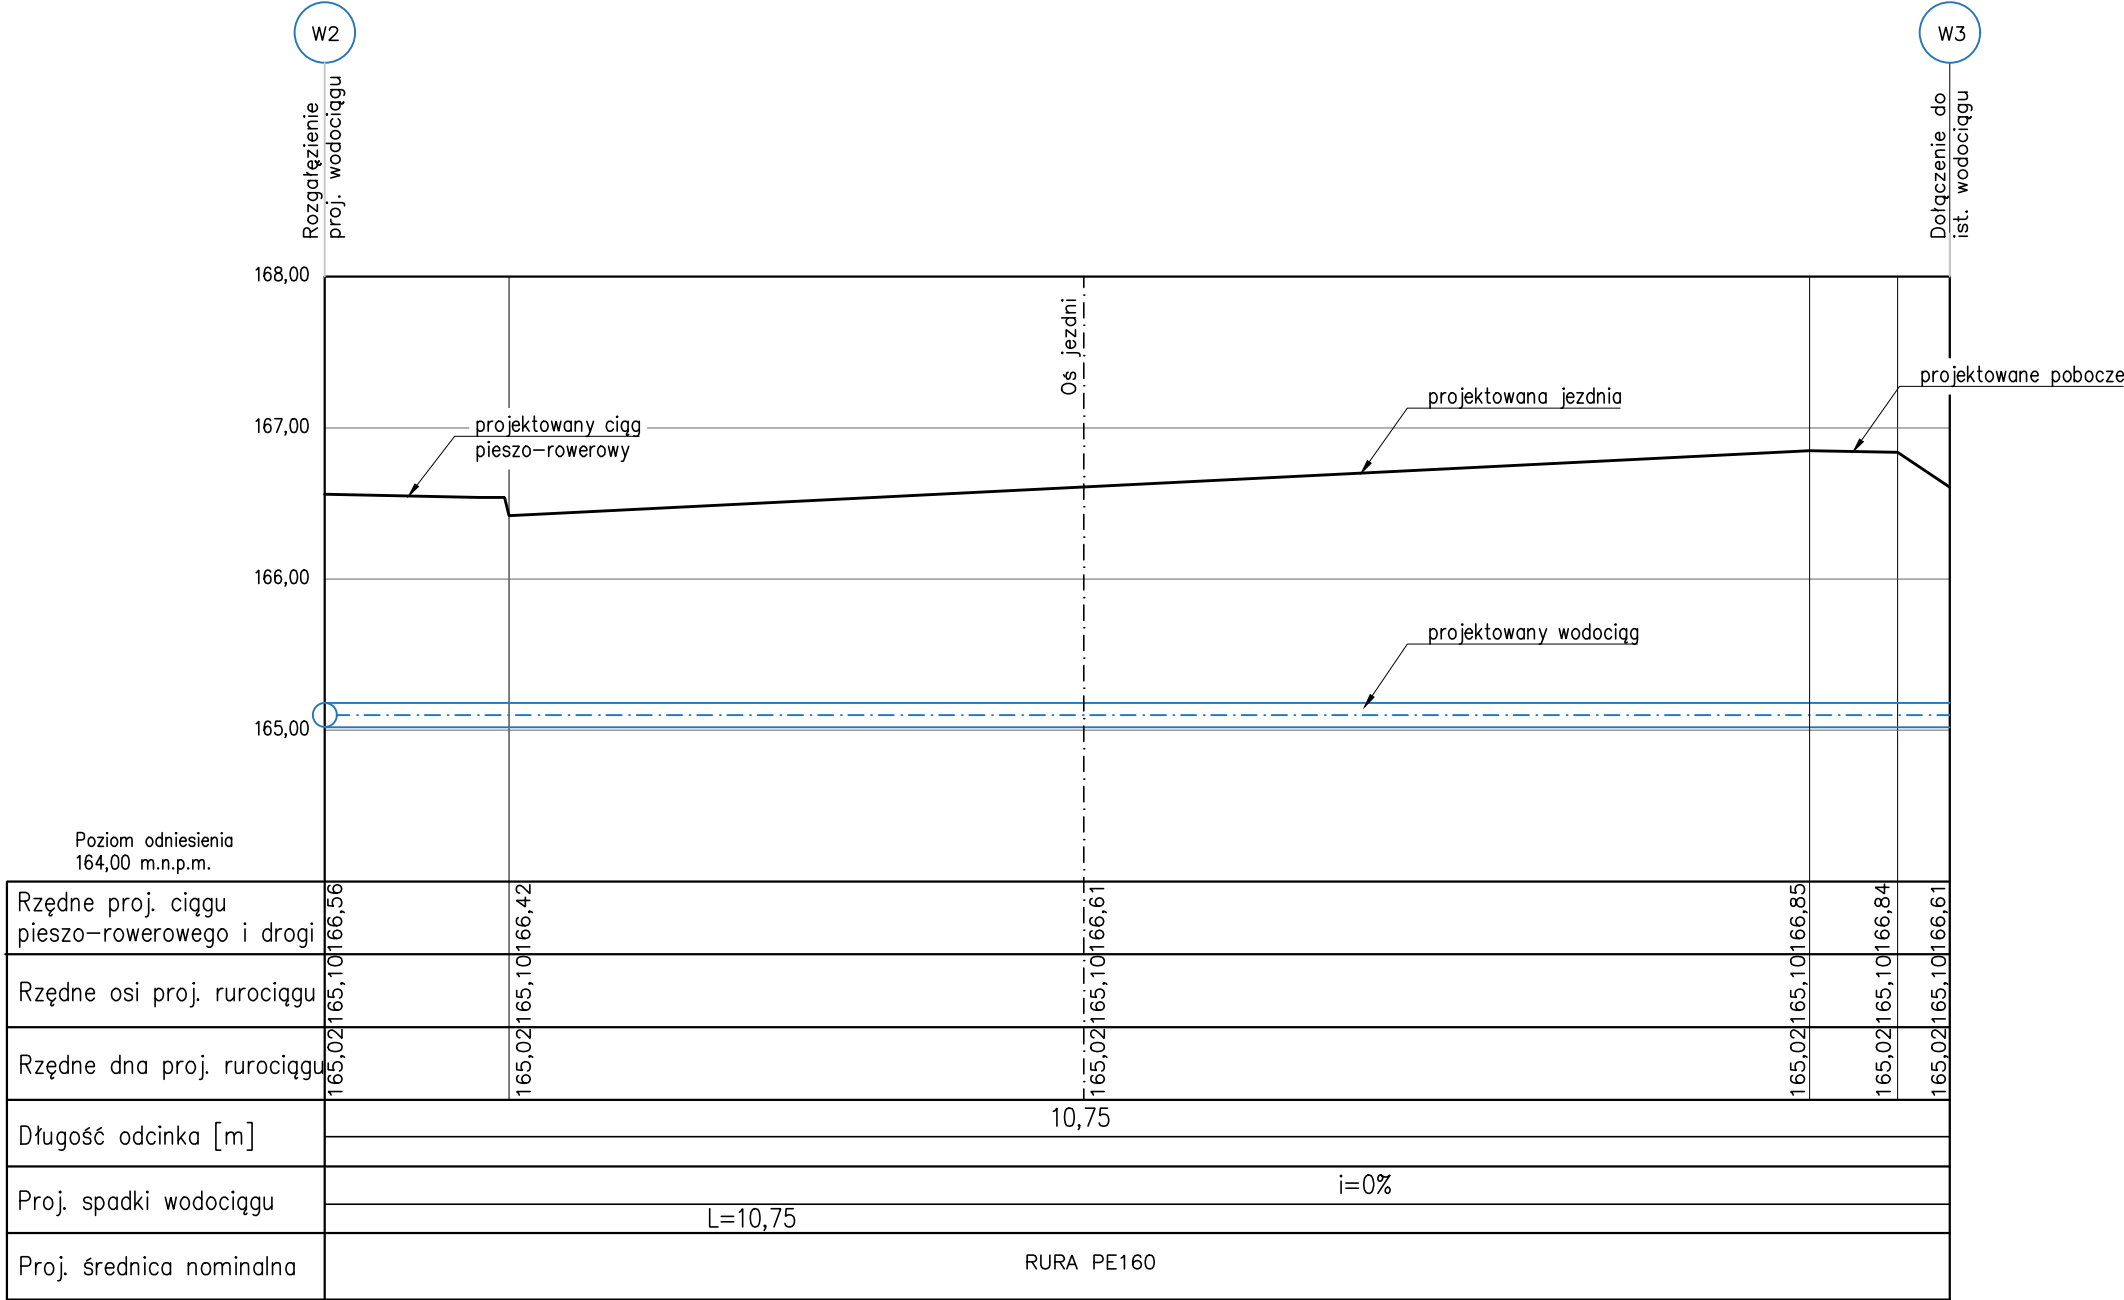 W2
W3
Rozgałęzienie
proj. wodociągu
Dołączenie do
ist. wodociągu
168,00
Oś jezdni
projektowane pobocze
projektowana jezdnia
167,00
projektowany ciąg
pieszo-rowerowy
166,00
projektowany wodociąg
165,00
Poziom odniesienia
164,00 m.n.p.m.
Rzędne proj. ciągu
pieszo-rowerowego i drogi
166,56
166,42
166,61
166,85
166,84
166,61
Rzędne osi proj. rurociągu
165,10
165,10
165,10
165,10
165,10
165,10
Rzędne dna proj. rurociągu
165,02
165,02
165,02
165,02
165,02
165,02
Długość odcinka [m]
10,75
Proj. spadki wodociągu
i=0%
L=10,75
Proj. średnica nominalna
RURA PE160